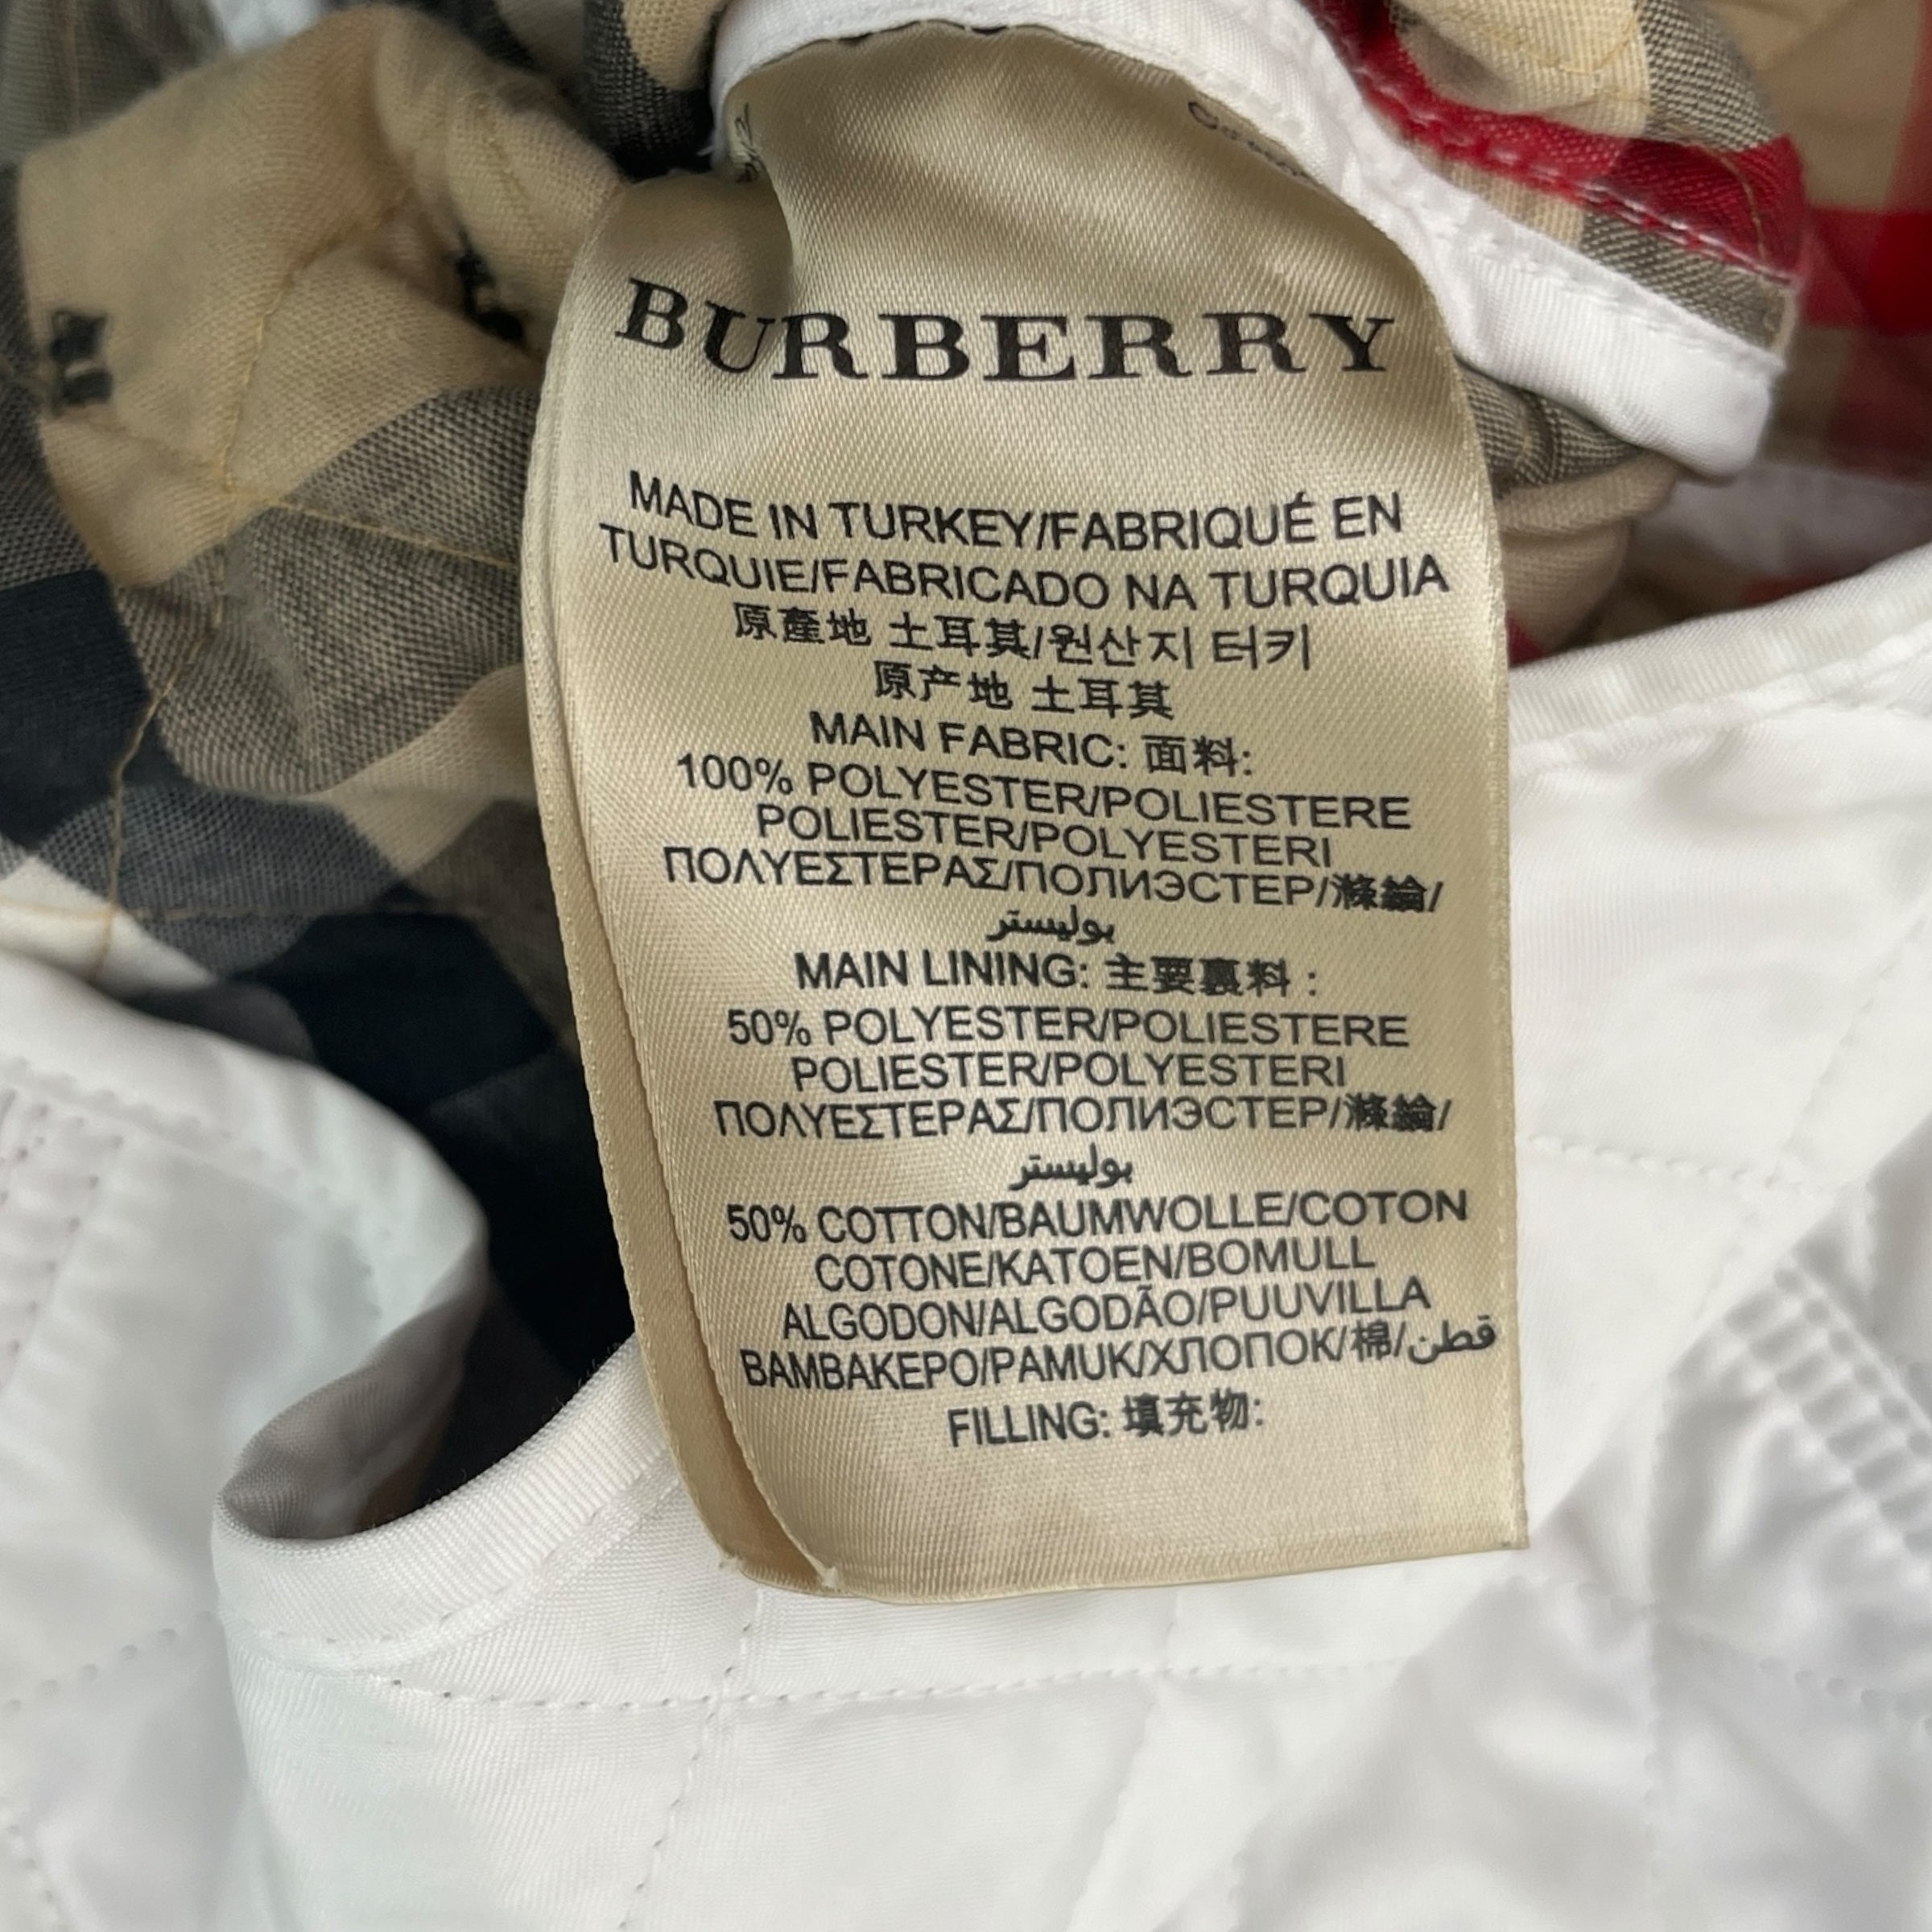 BURBERRY
MADE IN TURKEY/FABRIQUÉ EN
TURQUIE/FABRICADO NA TURQUIA
原產地 土耳其/원산지 터키
原产地 土耳其
MAIN FABRIC: 面料:
100% POLYESTER/POLIESTERE
POLIESTER/POLYESTERI
ΠΟΛΥΕΣΤΕΡΑΣ/ПОЛИЭСТЕР/滌綸/
بوليستر
MAIN LINING: 主要裏料 :
50% POLYESTER/POLIESTERE
POLIESTER/POLYESTERI
ΠΟΛΥΕΣΤΕΡΑΣ/ПОЛИЭСТЕР/滌綸/
بوليستر
50% COTTON/BAUMWOLLE/COTON
COTONE/KATOEN/BOMULL
ALGODON/ALGODÃO/PUUVILLA
ΒΑΜΒΑΚΕΡΟ/PAMUK/ХЛОПОК/棉/قطن
FILLING: 填充物: